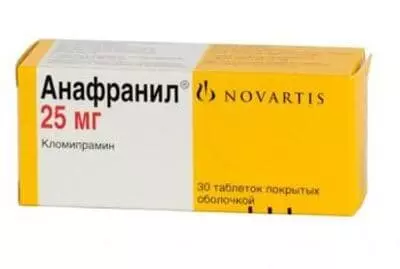 Анафранил®
25 мг
Кломипрамин
NOVARTIS
30 таблеток покрытых
оболочкой